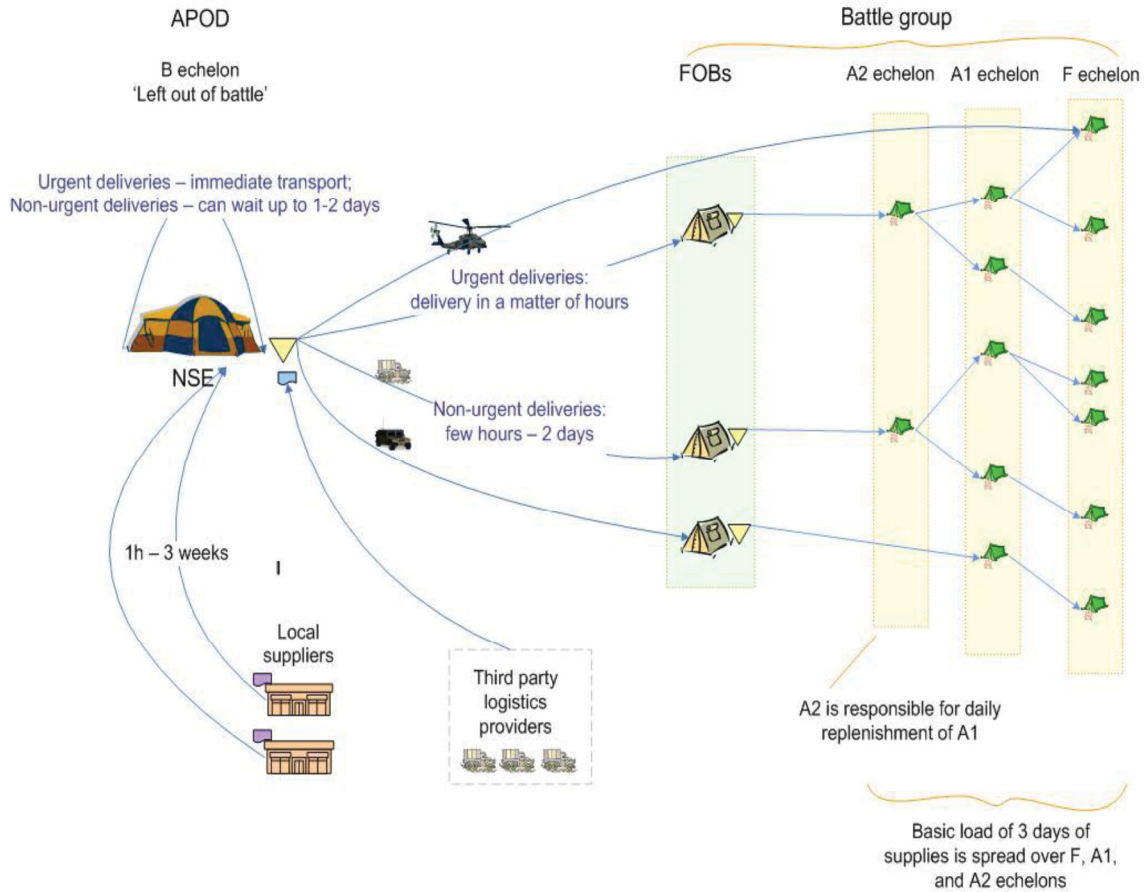 APOD
Battle group
B echelon
'Left out of battle'
FOBs
A2 echelon
A1 echelon
F echelon
Urgent deliveries – immediate transport;
Non-urgent deliveries – can wait up to 1-2 days
Urgent deliveries:
delivery in a matter of hours
NSE
Non-urgent deliveries:
few hours – 2 days
1h – 3 weeks
I
Local
suppliers
Third party
logistics
providers
A2 is responsible for daily
replenishment of A1
Basic load of 3 days of
supplies is spread over F, A1,
and A2 echelons